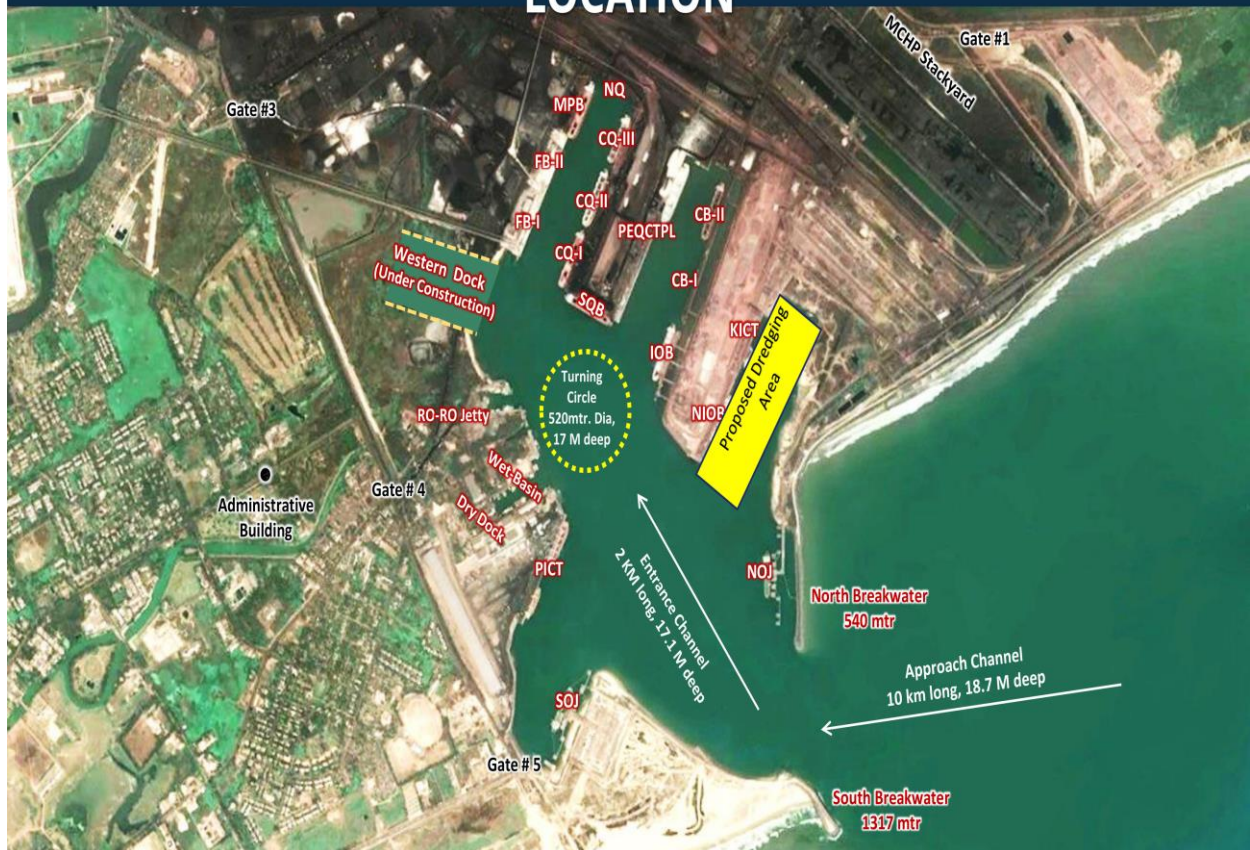 LOCATION
Gate #1
MCHP Stackyard
Gate #3
NQ
MPB
CQ-III
FB-II
CQ-II
CB-II
FB-I
PEQCTPL
CQ-I
Western Dock
(Under Construction)
CB-I
SQB
KICT
IOB
Proposed Dredging
Area
Turning
Circle
520mtr. Dia,
17 M deep
RO-RO Jetty
NIOB
Wet-Basin
Gate # 4
Administrative
Building
Dry Dock
PICT
NOJ
Entrance Channel
2 KM long, 17.1 M deep
North Breakwater
540 mtr
Approach Channel
10 km long, 18.7 M deep
SOJ
Gate # 5
South Breakwater
1317 mtr